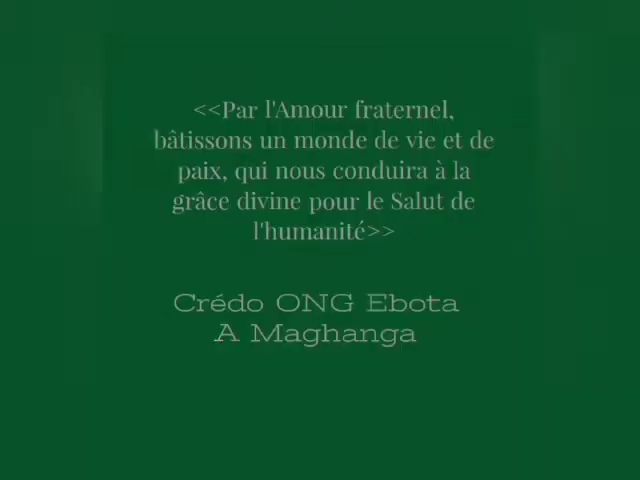 <<Par l'Amour fraternel,
bâtissons un monde de vie et de
paix, qui nous conduira à la
grâce divine pour le Salut de
l'humanité>>
Crédo ONG Ebota
A Maghanga